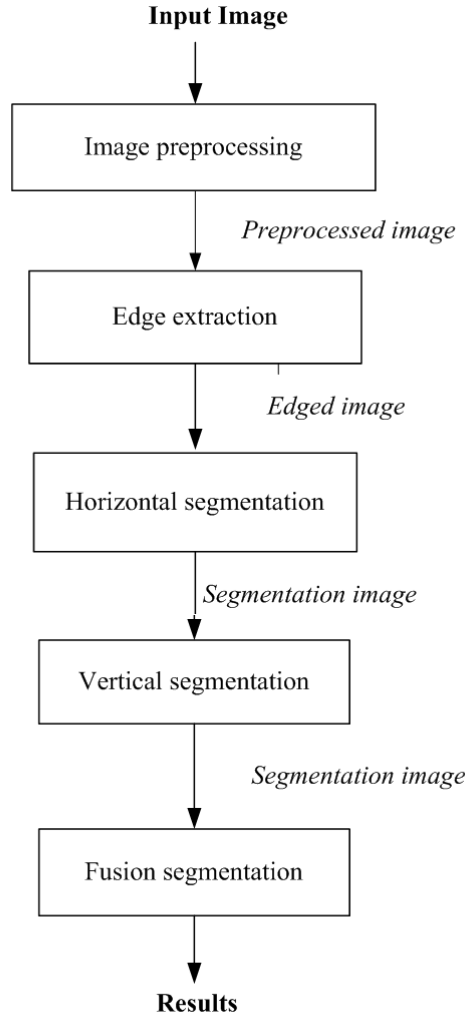 Input Image
Image preprocessing
Preprocessed image
Edge extraction
Edged image
Horizontal segmentation
Segmentation image
Vertical segmentation
Segmentation image
Fusion segmentation
Results